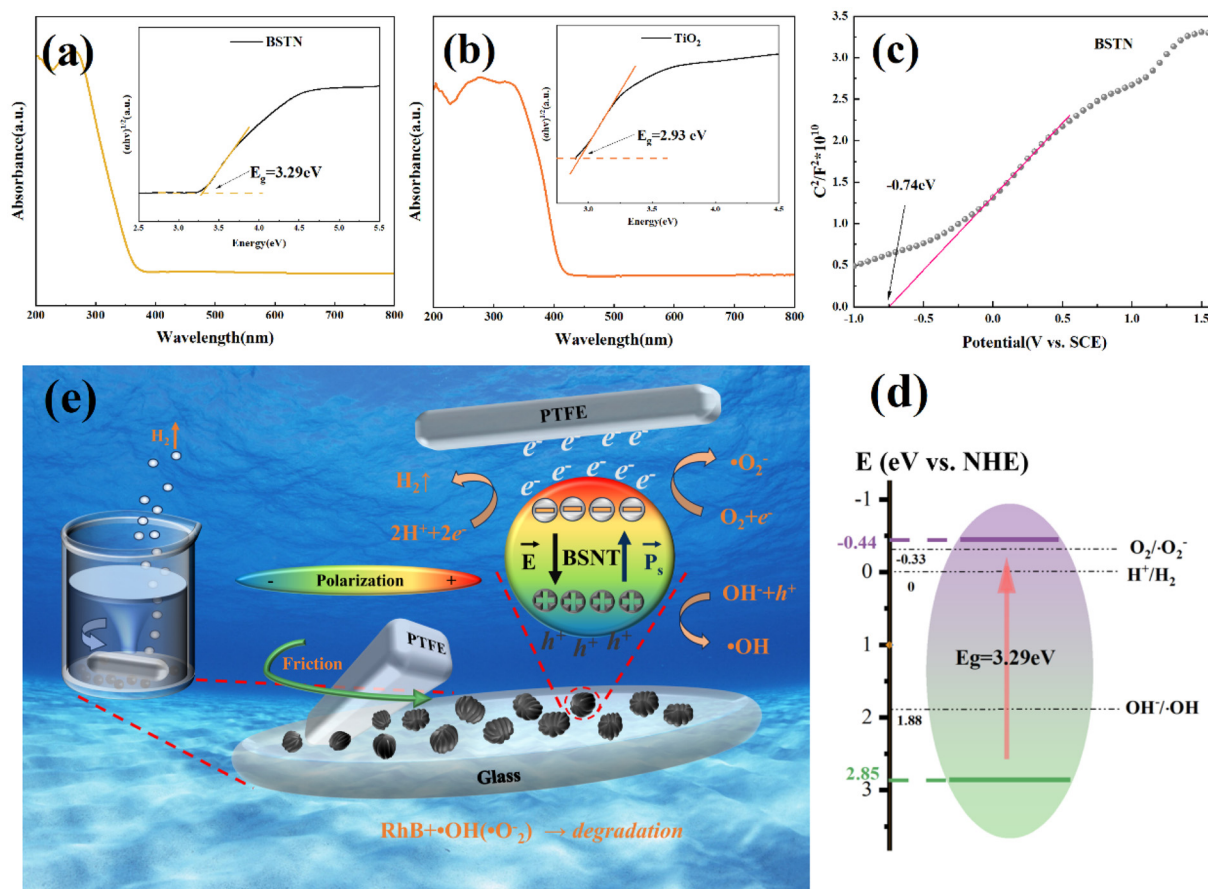 (a)
BSTN
(αhv)^1/2(a.u.)
E_g=3.29eV
2.5 3.0 3.5 4.0 4.5 5.0 5.5
Energy(eV)
Absorbance(a.u.)
200 300 400 500 600 700 800
Wavelength(nm)
(b)
TiO₂
(αhv)^1/2(a.u.)
E_g=2.93 eV
3.0 3.5 4.0 4.5
Energy(eV)
Absorbance(a.u.)
200 300 400 500 600 700 800
Wavelength(nm)
(c)
BSTN
C²/F²*10¹⁰
3.5
3.0
2.5
2.0
1.5
1.0
0.5
0.0
-0.74eV
-1.0 -0.5 0.0 0.5 1.0 1.5
Potential(V vs. SCE)
(e)
H₂
PTFE
e⁻ e⁻ e⁻ e⁻
e⁻ e⁻ e⁻ e⁻ e⁻
H₂↑
2H⁺+2e⁻
•O₂⁻
O₂+e⁻
E BSNT P_s
- Polarization +
OH⁻+h⁺
•OH
h⁺ h⁺ h⁺
PTFE
Friction
Glass
RhB+•OH(•O⁻₂) → degradation
(d)
E (eV vs. NHE)
-1
-0.44
-0.33
O₂/·O₂⁻
0
0
H⁺/H₂
1
Eg=3.29eV
1.88
OH⁻/·OH
2
2.85
3